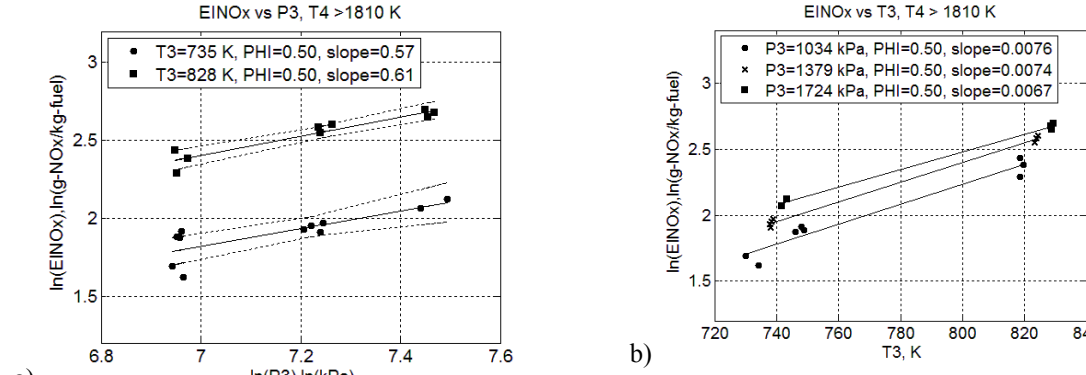 EINOx vs P3, T4 >1810 K
T3=735 K, PHI=0.50, slope=0.57
T3=828 K, PHI=0.50, slope=0.61
ln(EINOx),ln(g-NOx/kg-fuel)
3
2.5
2
1.5
6.8 7 7.2 7.4 7.6
ln(P3),ln(kPa)
a)
EINOx vs T3, T4 > 1810 K
P3=1034 kPa, PHI=0.50, slope=0.0076
P3=1379 kPa, PHI=0.50, slope=0.0074
P3=1724 kPa, PHI=0.50, slope=0.0067
ln(EINOx),ln(g-NOx/kg-fuel)
3
2.5
2
1.5
720 740 760 780 800 820
T3, K
b)